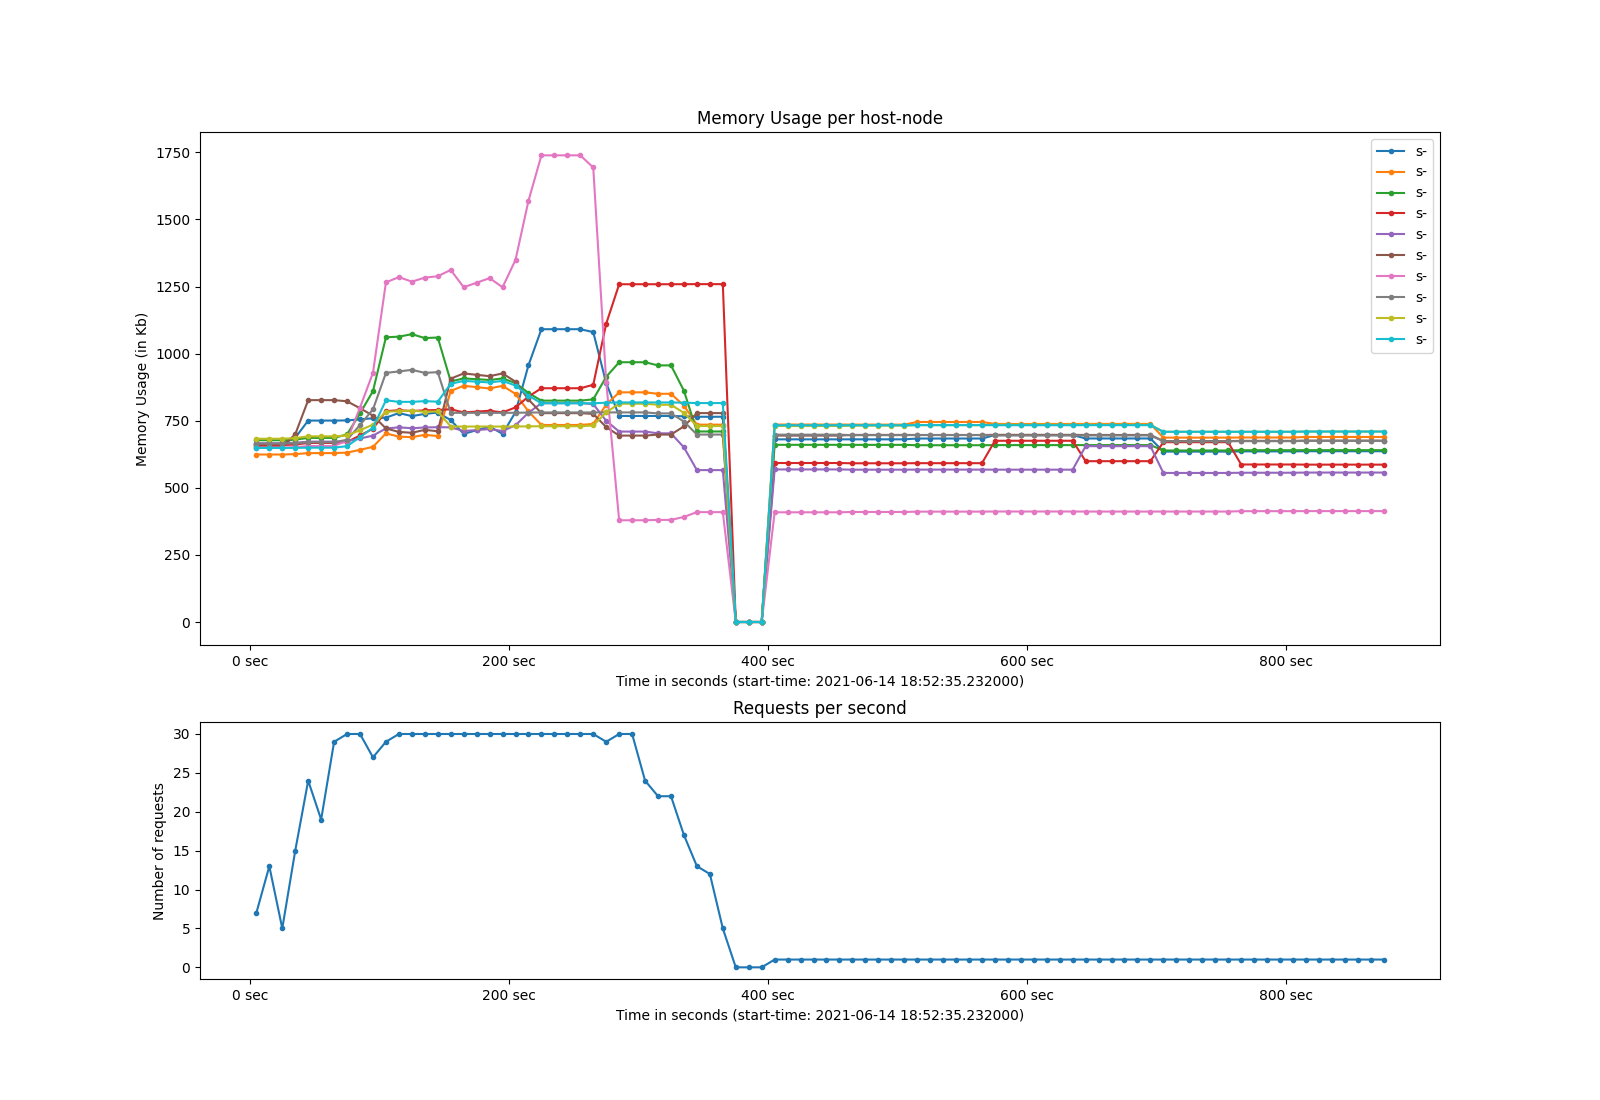 Memory Usage per host-node
Memory Usage (in Kb)
1750
1500
1250
1000
750
500
250
0
s-
s-
s-
s-
s-
s-
s-
s-
s-
s-
0 sec
200 sec
400 sec
600 sec
800 sec
Time in seconds (start-time: 2021-06-14 18:52:35.232000)
Requests per second
Number of requests
30
25
20
15
10
5
0
0 sec
200 sec
400 sec
600 sec
800 sec
Time in seconds (start-time: 2021-06-14 18:52:35.232000)